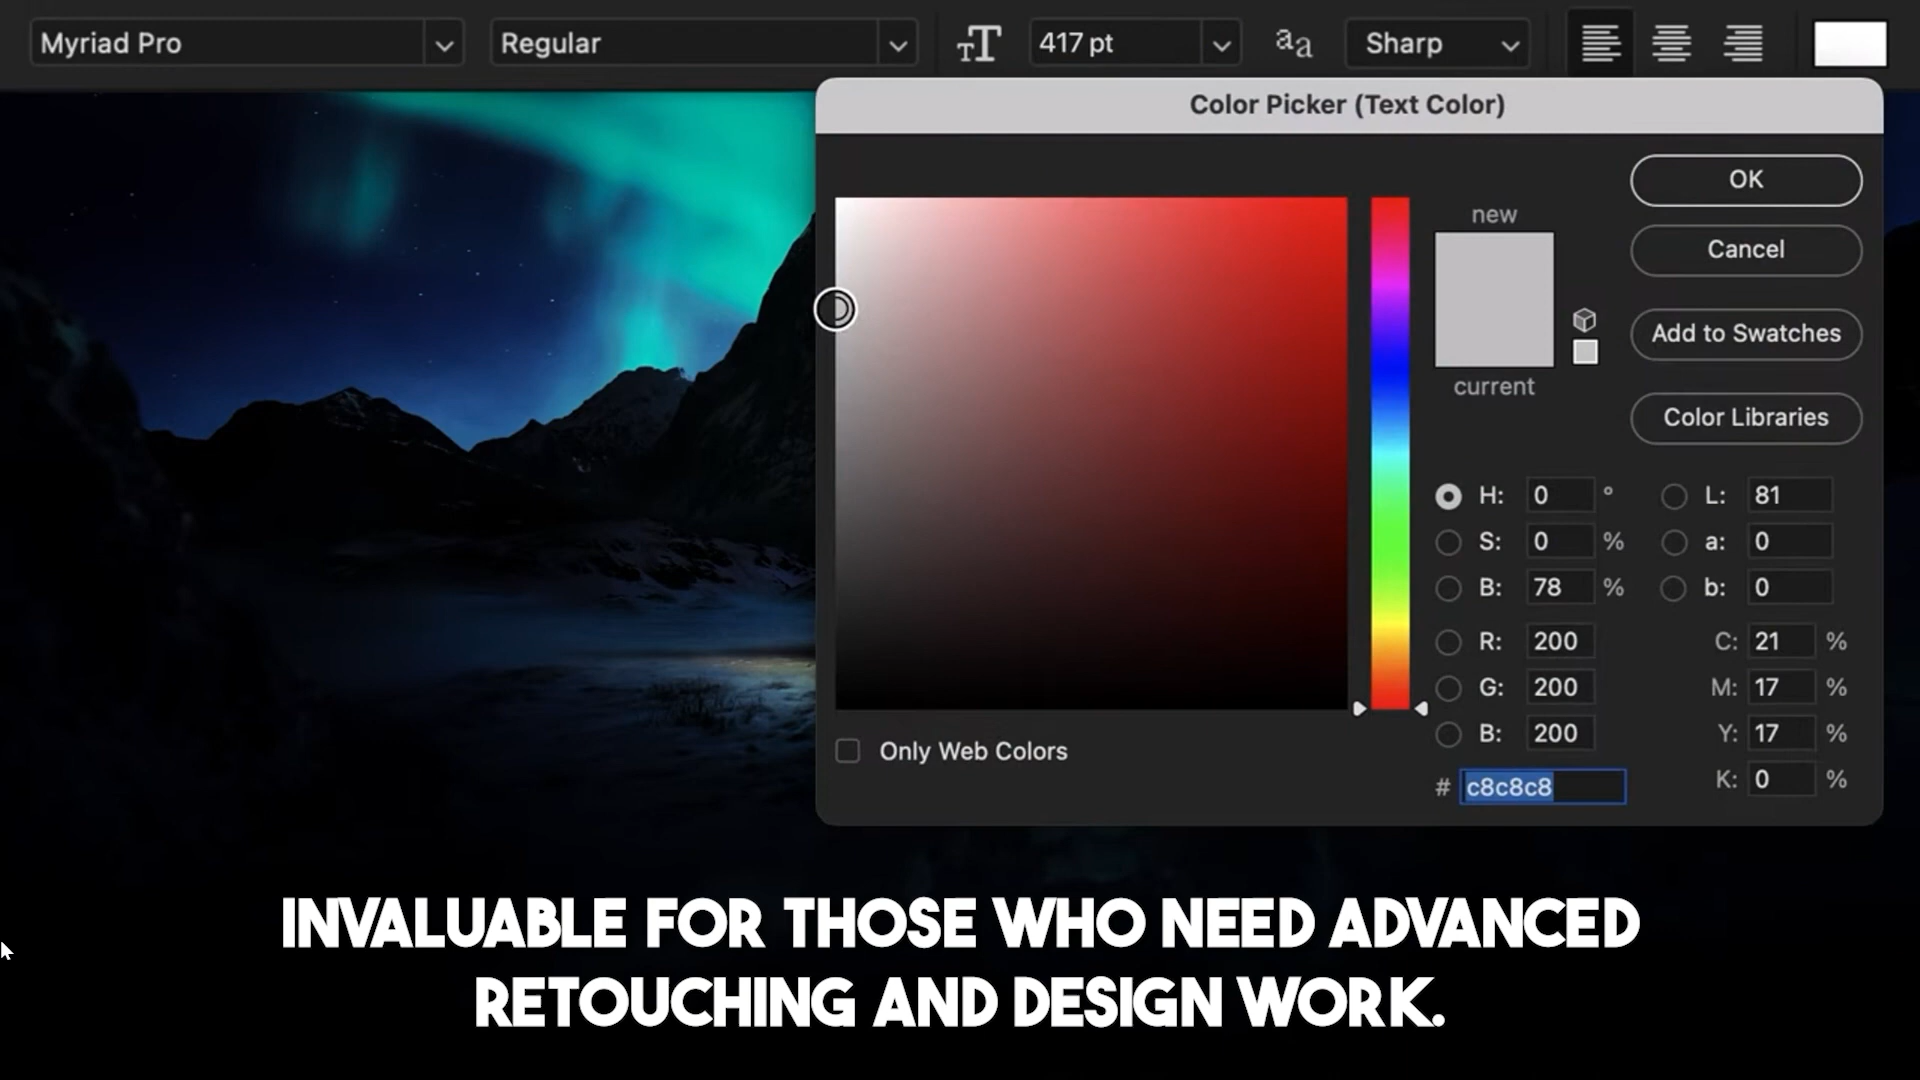 Myriad Pro
Regular
417 pt
Sharp
Color Picker (Text Color)
OK
new
Cancel
Add to Swatches
current
Color Libraries
H: 0 ° L: 81
S: 0 % a: 0
B: 78 % b: 0
R: 200 C: 21 %
G: 200 M: 17 %
B: 200 Y: 17 %
Only Web Colors
# c8c8c8 K: 0 %
INVALUABLE FOR THOSE WHO NEED ADVANCED
RETOUCHING AND DESIGN WORK.